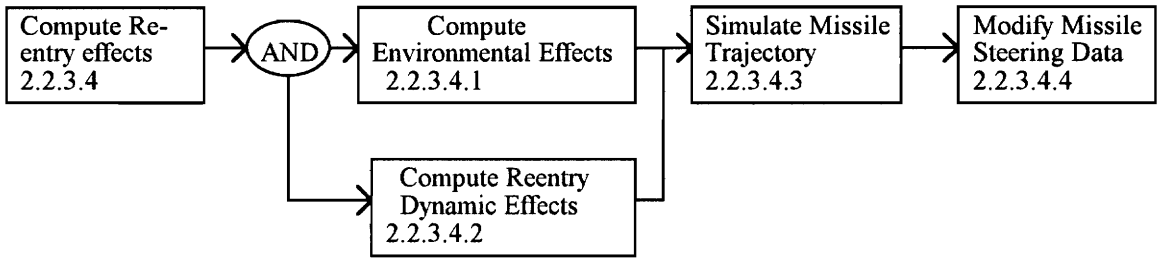 Compute Re-
entry effects
2.2.3.4
AND
Compute
Environmental Effects
2.2.3.4.1
Simulate Missile
Trajectory
2.2.3.4.3
Modify Missile
Steering Data
2.2.3.4.4
Compute Reentry
Dynamic Effects
2.2.3.4.2